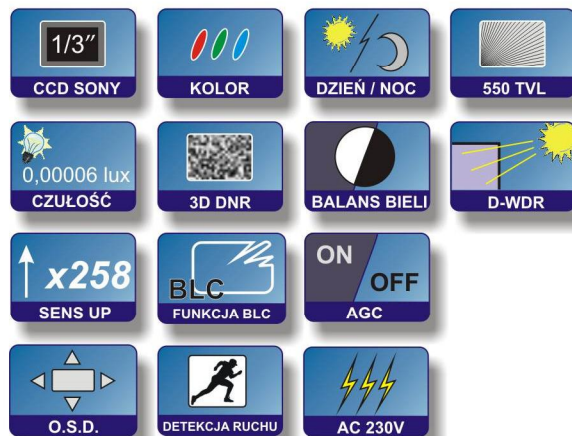 1/3″
CCD SONY
KOLOR
DZIEŃ / NOC
550 TVL
0,00006 lux
CZUŁOŚĆ
3D DNR
BALANS BIELI
D-WDR
x258
SENS UP
BLC
FUNKCJA BLC
ON
OFF
AGC
O.S.D.
DETEKCJA RUCHU
AC 230V